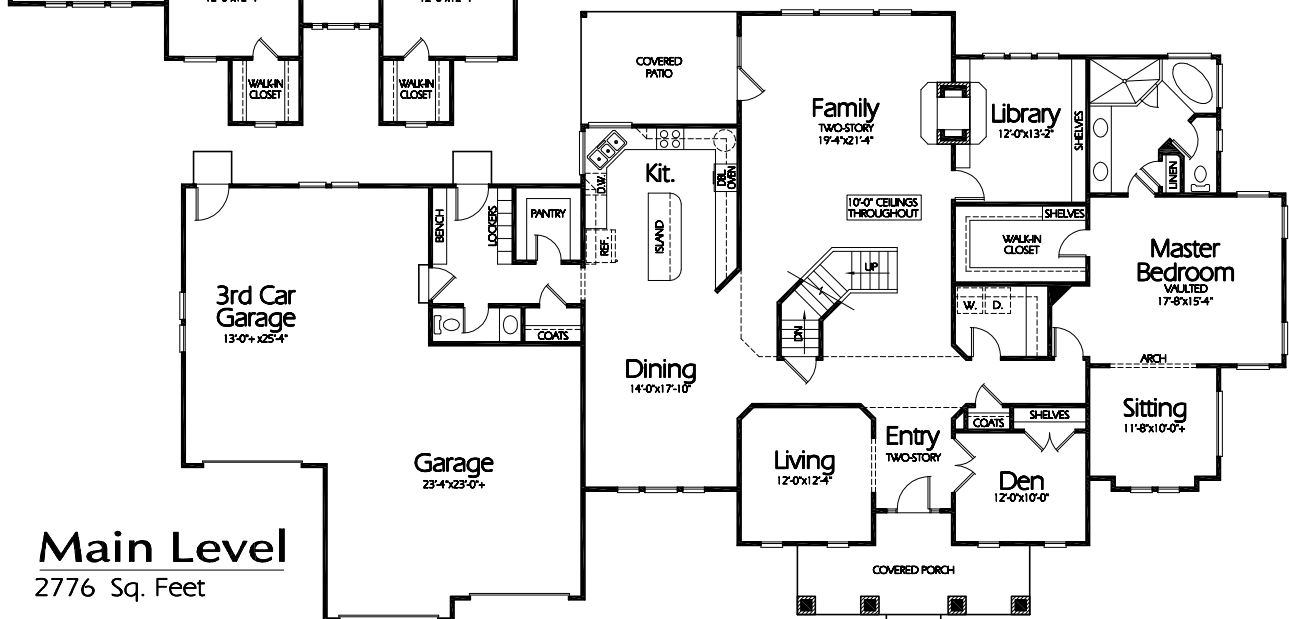 WALK-IN
CLOSET
WALK-IN
CLOSET
COVERED
PATIO
Family
TWO-STORY
19'-4"x21'-4"
Library
12'-0"x13'-2"
SHELVES
LINEN
Kit.
D.W.
DBL.
OVEN
REF.
ISLAND
BENCH
LOCKERS
PANTRY
10'-0" CEILINGS
THROUGHOUT
SHELVES
WALK-IN
CLOSET
Master
Bedroom
VAULTED
17'-8"x15'-4"
UP
DN
W.
D.
3rd Car
Garage
13'-0"+ x25'-4"
COATS
Dining
14'-0"x17'-10"
ARCH
Sitting
11'-8"x10'-0"+
COATS
SHELVES
Entry
TWO-STORY
Living
12'-0"x12'-4"
Den
12'-0"x10'-0"
Garage
23'-4"x23'-0"+
COVERED PORCH
Main Level
2776 Sq. Feet